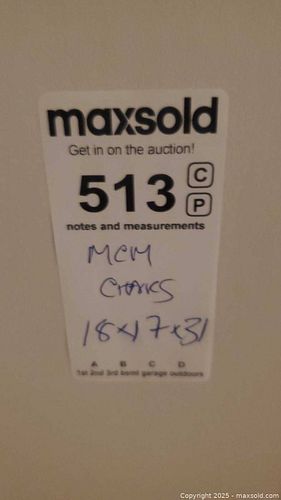 maxsold
Get in on the auction!
513 C
P
notes and measurements
MCM
CHAIRS
18x17x31
A B C D
1st 2nd 3rd bsmt garage outdoors
Copyright 2025 - maxsold.com